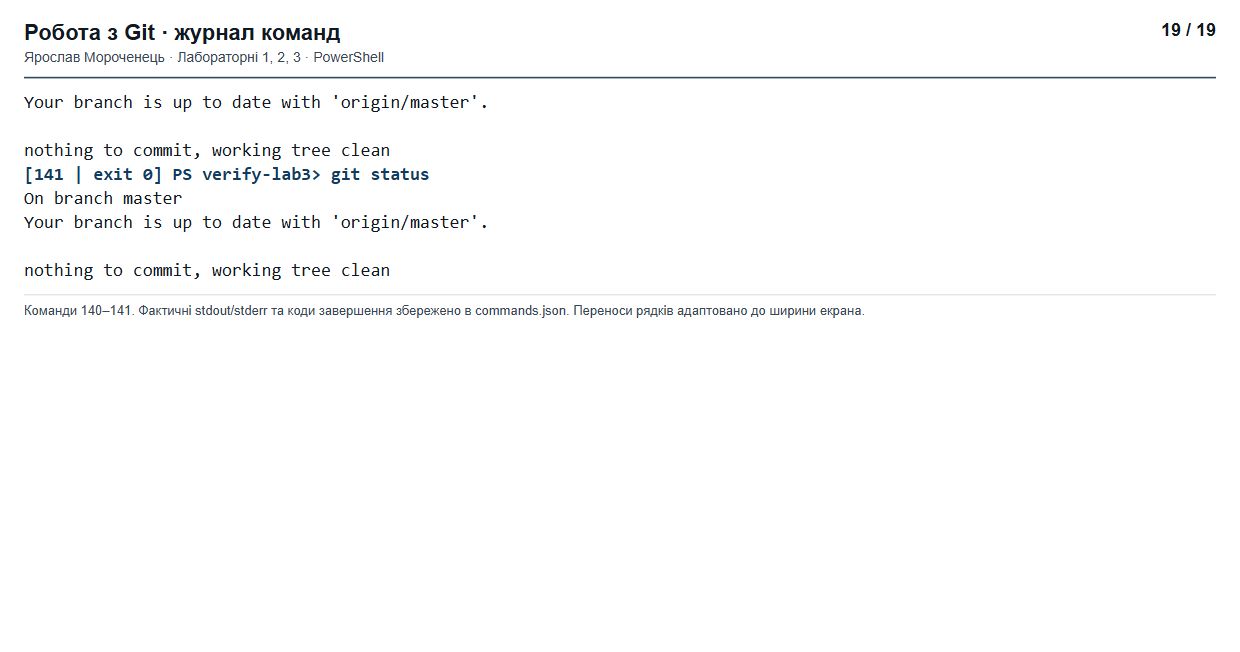 Робота з Git · журнал команд
19 / 19
Ярослав Мороченець · Лабораторні 1, 2, 3 · PowerShell
Your branch is up to date with 'origin/master'.
nothing to commit, working tree clean
[141 | exit 0] PS verify-lab3> git status
On branch master
Your branch is up to date with 'origin/master'.
nothing to commit, working tree clean
Команди 140–141. Фактичні stdout/stderr та коди завершення збережено в commands.json. Переноси рядків адаптовано до ширини екрана.